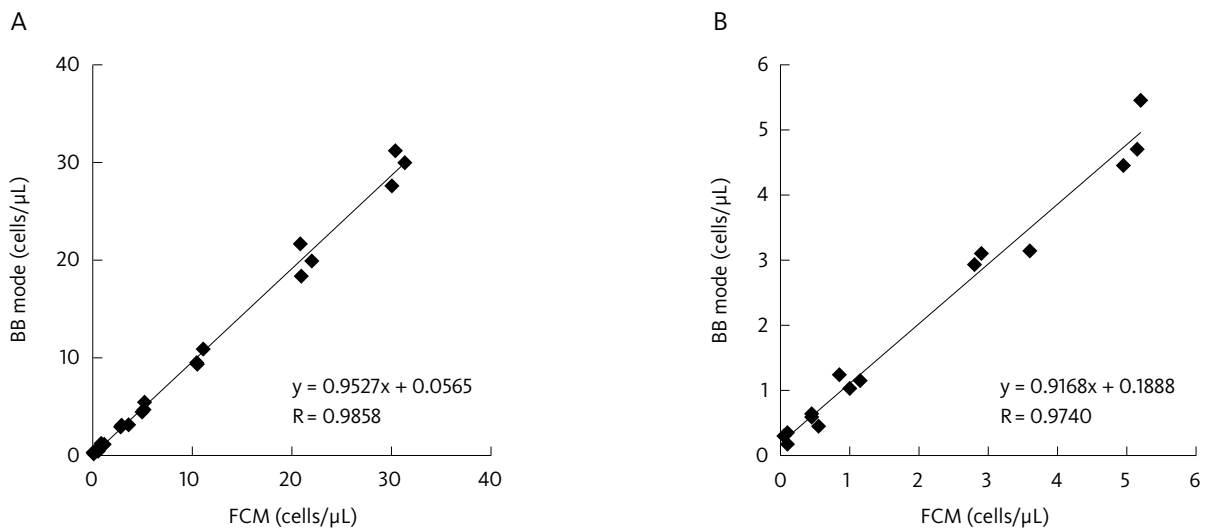 A
40
30
20
10
0
BB mode (cells/µL)
y = 0.9527x + 0.0565
R = 0.9858
0
10
20
30
40
FCM (cells/µL)
B
6
5
4
3
2
1
0
BB mode (cells/µL)
y = 0.9168x + 0.1888
R = 0.9740
0
1
2
3
4
5
6
FCM (cells/µL)